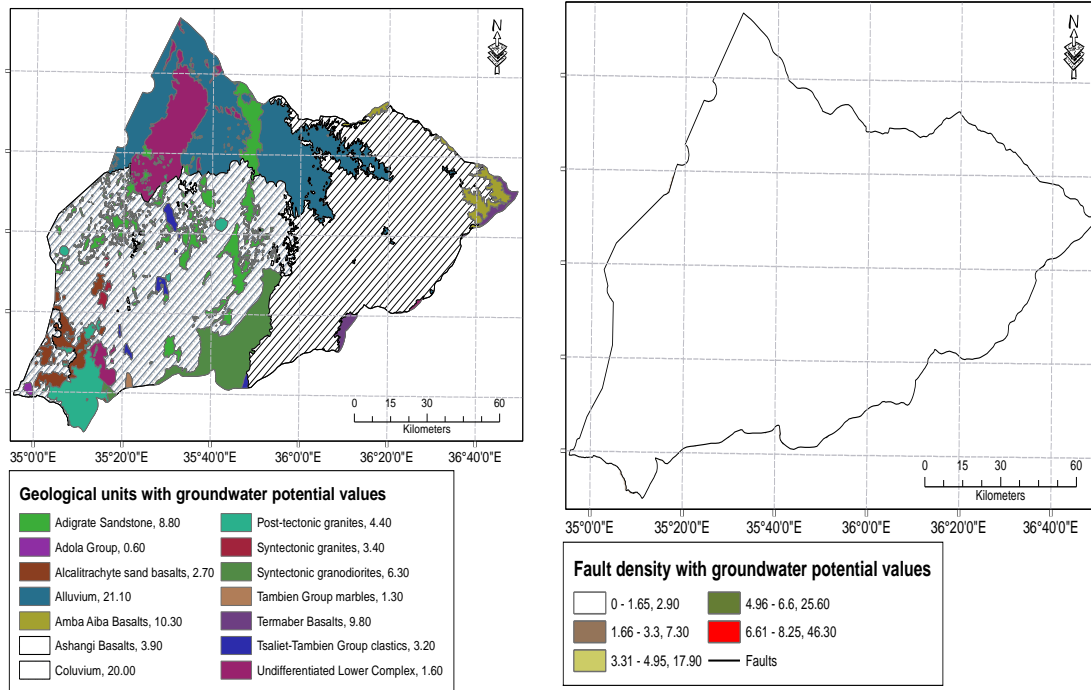 N
0 15 30 60
Kilometers
35°0'0"E 35°20'0"E 35°40'0"E 36°0'0"E 36°20'0"E 36°40'0"E
Geological units with groundwater potential values
Adigrate Sandstone, 8.80
Adola Group, 0.60
Alcalitrachyte sand basalts, 2.70
Alluvium, 21.10
Amba Aiba Basalts, 10.30
Ashangi Basalts, 3.90
Coluvium, 20.00
Post-tectonic granites, 4.40
Syntectonic granites, 3.40
Syntectonic granodiorites, 6.30
Tambien Group marbles, 1.30
Termaber Basalts, 9.80
Tsaliet-Tambien Group clastics, 3.20
Undifferentiated Lower Complex, 1.60
N
0 15 30 60
Kilometers
35°0'0"E 35°20'0"E 35°40'0"E 36°0'0"E 36°20'0"E 36°40'0"E
Fault density with groundwater potential values
0 - 1.65, 2.90
1.66 - 3.3, 7.30
3.31 - 4.95, 17.90
4.96 - 6.6, 25.60
6.61 - 8.25, 46.30
Faults